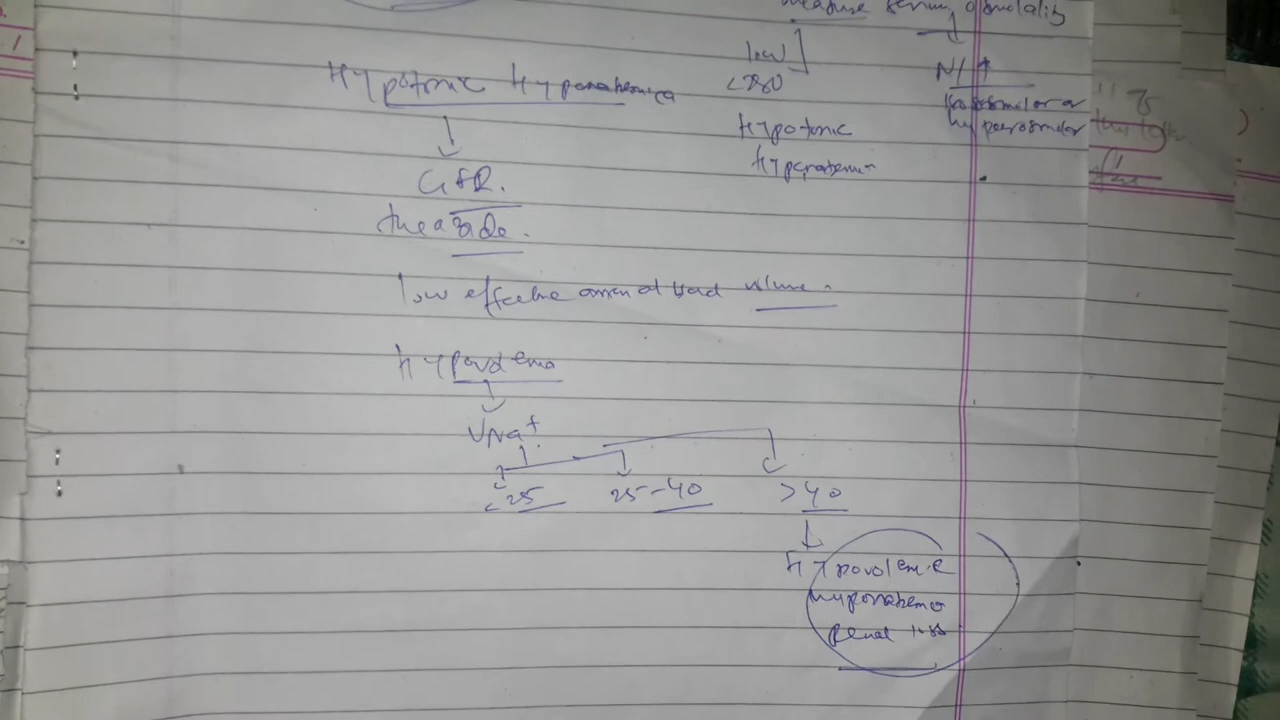 measure serum osmolality
low
<280
N/↑
Isoosmolar or
hyperosmolar
Hypotonic
Hyponatremia
Hypotonic Hyponatremia
GFR.
thiazide.
low effective arterial blood volume.
Hypovolemia
UNa+
<25
25-40
>40
Hypovolemic
hyponatremia
Renal loss